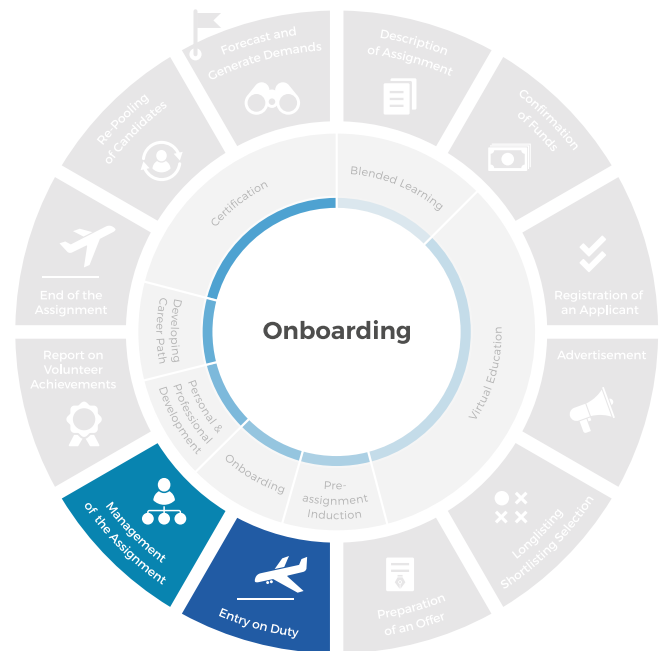 Forecast and
Generate Demands
Description
of Assignment
Confirmation
of Funds
Registration of
an Applicant
Advertisement
Longlisting
Shortlisting Selection
Preparation
of an Offer
Entry on Duty
Management
of the Assignment
Report on
Volunteer
Achievements
End of the
Assignment
Re-Pooling
of Candidates
Blended Learning
Virtual Education
Pre-
assignment
Induction
Onboarding
Personal &
Professional
Development
Developing
Career Path
Certification
Onboarding